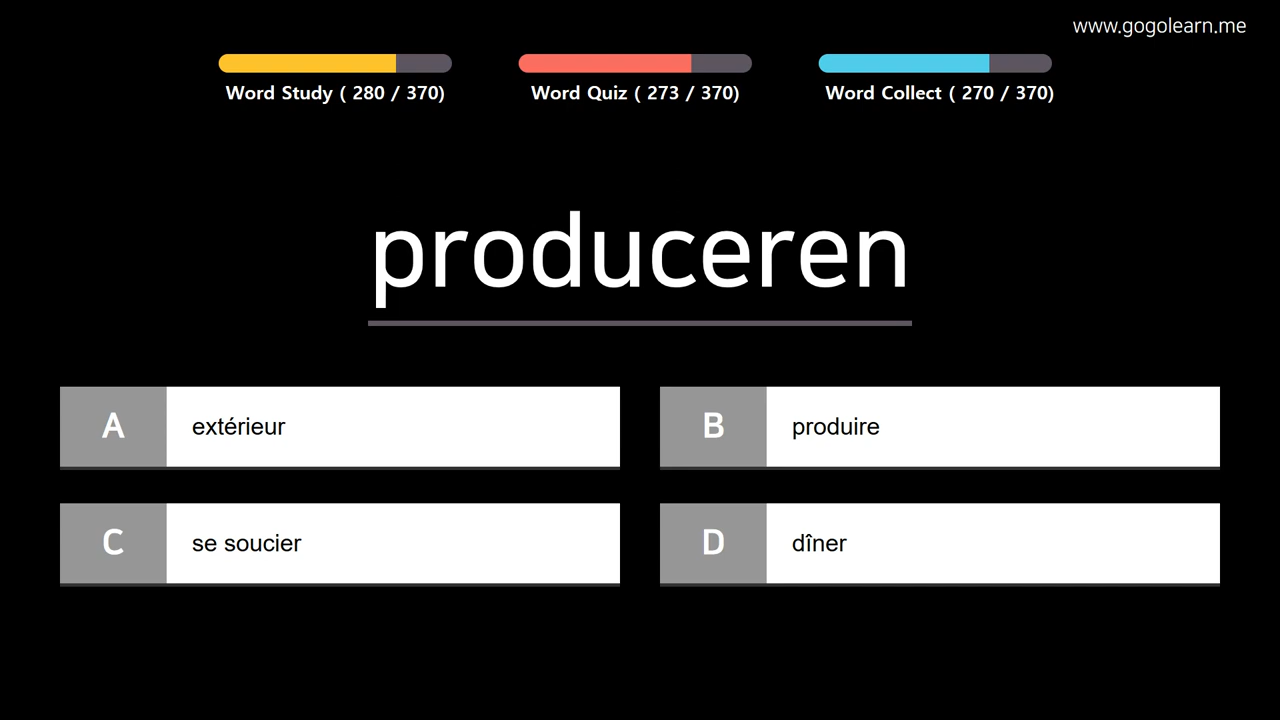 www.gogolearn.me
Word Study ( 280 / 370)
Word Quiz ( 273 / 370)
Word Collect ( 270 / 370)
produceren
A extérieur
B produire
C se soucier
D dîner